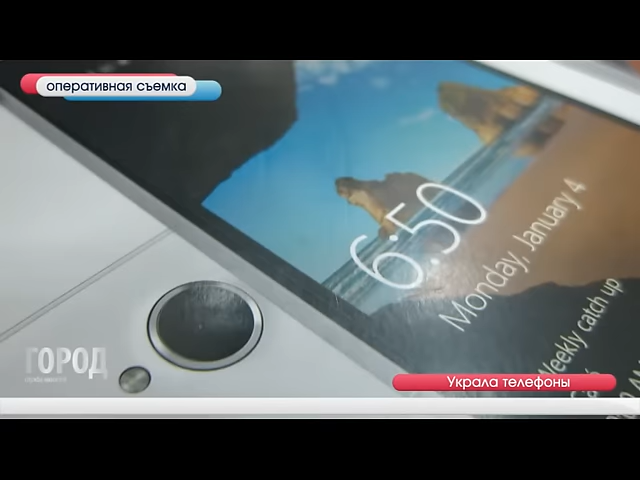 оперативная съемка
6:50
Monday, January 4
Weekly catch up
ГОРОД
Украла телефоны